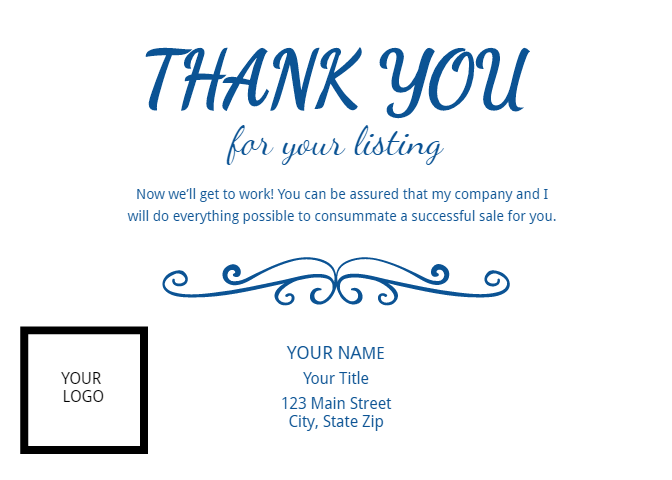 THANK YOU
for your listing
Now we'll get to work! You can be assured that my company and I
will do everything possible to consummate a successful sale for you.
YOUR NAME
Your Title
123 Main Street
City, State Zip
YOUR
LOGO